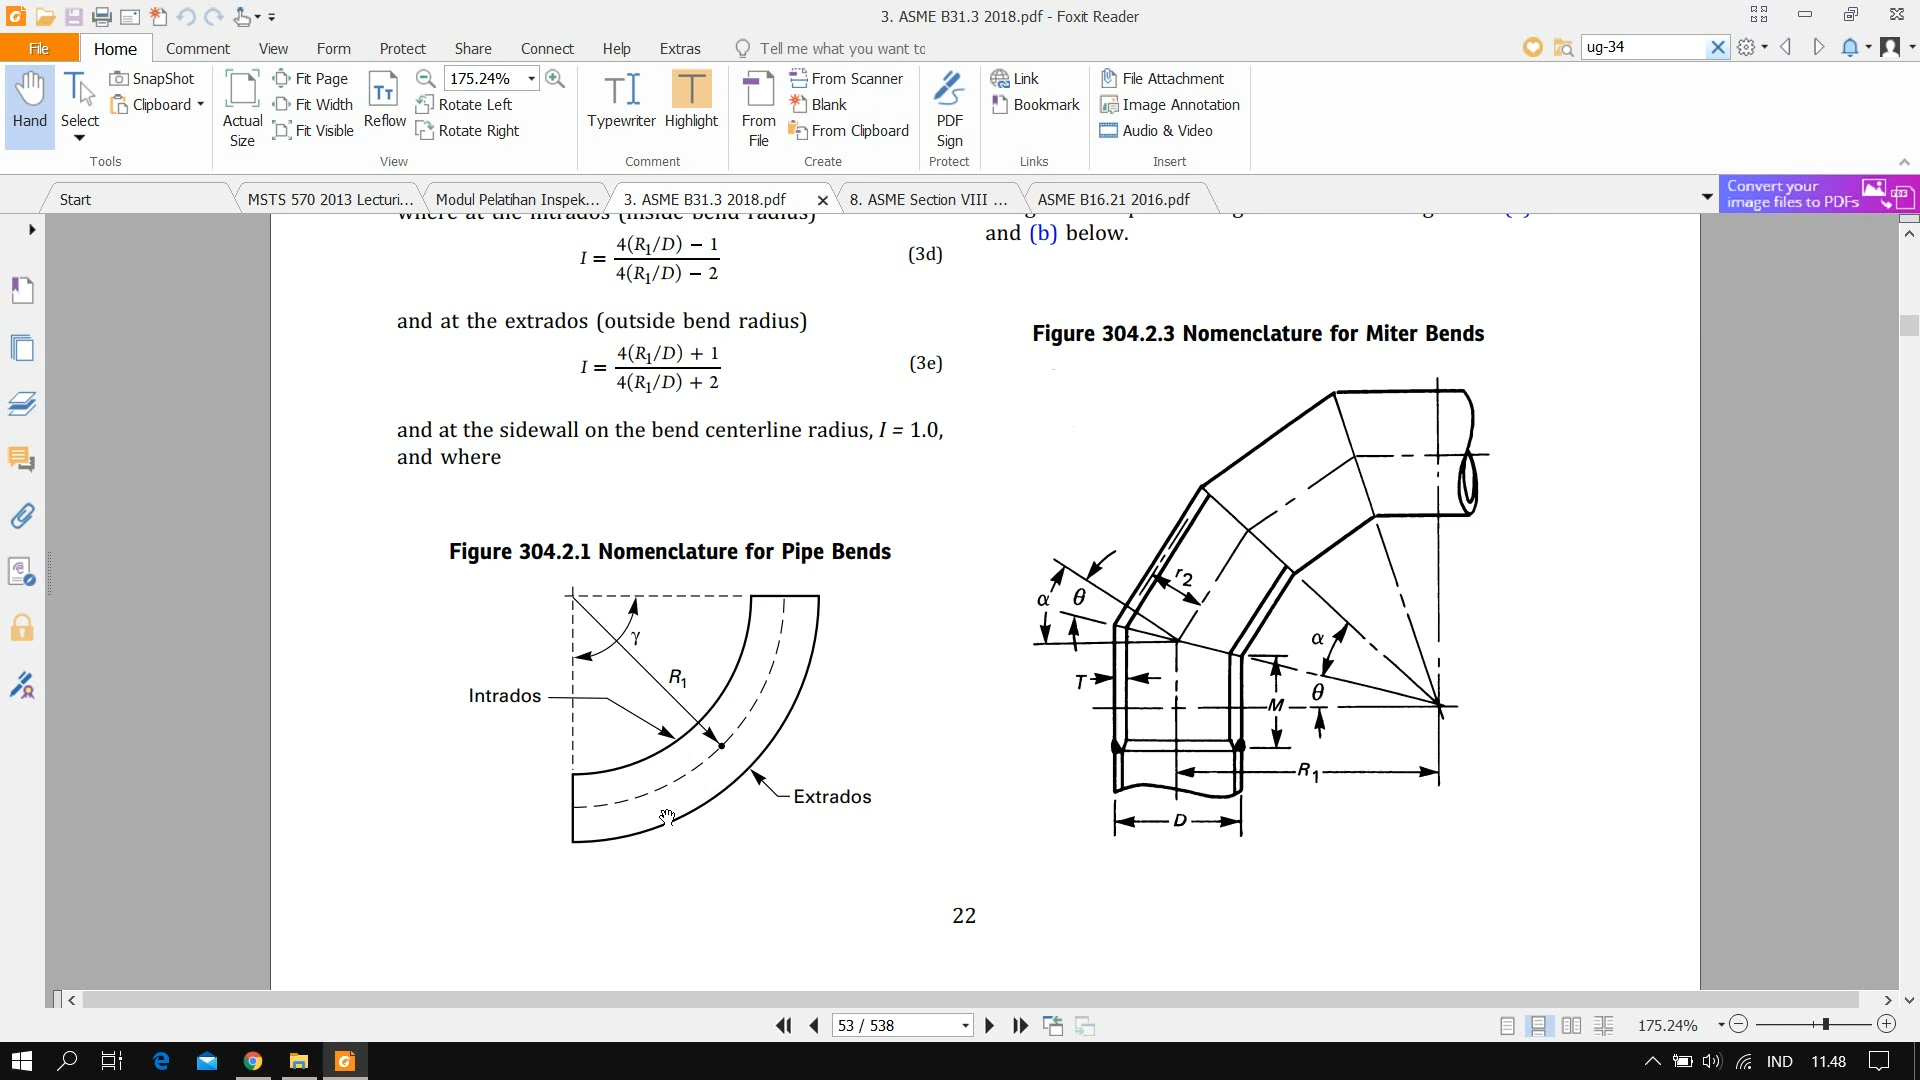 3. ASME B31.3 2018.pdf - Foxit Reader
File Home Comment View Form Protect Share Connect Help Extras Tell me what you want to
ug-34
Hand
Select
SnapShot
Clipboard
Tools
Actual Size
Fit Page
Fit Width
Fit Visible
Reflow
175.24%
Rotate Left
Rotate Right
View
Typewriter
Highlight
Comment
From File
From Scanner
Blank
From Clipboard
Create
PDF Sign
Protect
Link
Bookmark
Links
File Attachment
Image Annotation
Audio & Video
Insert
Start
MSTS 570 2013 Lecturi...
Modul Pelatihan Inspek...
3. ASME B31.3 2018.pdf
8. ASME Section VIII ...
ASME B16.21 2016.pdf
Convert your
image files to PDFs
where at the intrados (inside bend radius)
I = 4(R1/D) − 1 / 4(R1/D) − 2 (3d)
and at the extrados (outside bend radius)
I = 4(R1/D) + 1 / 4(R1/D) + 2 (3e)
and at the sidewall on the bend centerline radius, I = 1.0,
and where
Figure 304.2.1 Nomenclature for Pipe Bends
γ
R1
Intrados
Extrados
and (b) below.
Figure 304.2.3 Nomenclature for Miter Bends
r2
α
θ
α
T
θ
M
R1
D
22
53 / 538
175.24%
IND 11.48